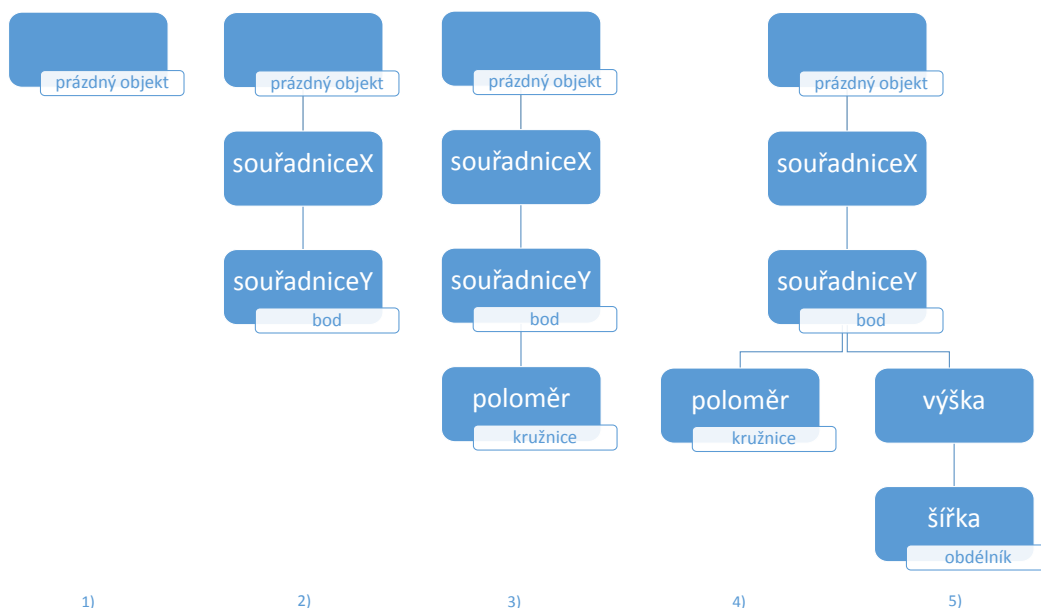 prázdný objekt
prázdný objekt
souřadniceX
souřadniceY
bod
prázdný objekt
souřadniceX
souřadniceY
bod
poloměr
kružnice
prázdný objekt
souřadniceX
souřadniceY
bod
poloměr
kružnice
výška
šířka
obdélník
1)
2)
3)
4)
5)